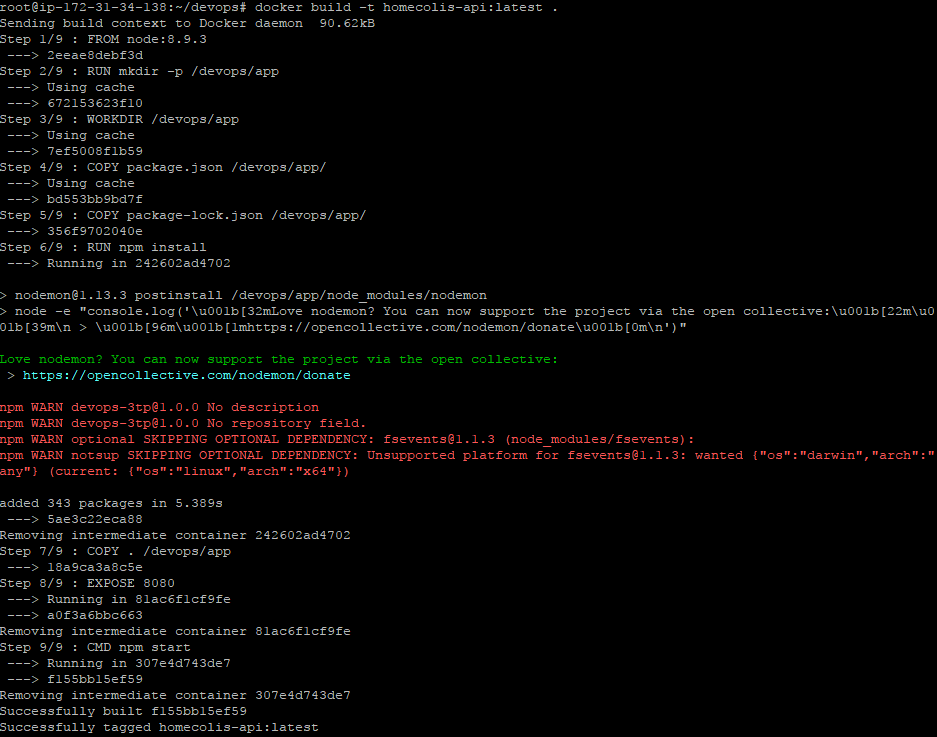 root@ip-172-31-34-138:~/devops# docker build -t homecolis-api:latest .
Sending build context to Docker daemon  90.62kB
Step 1/9 : FROM node:8.9.3
 ---> 2eeae8debf3d
Step 2/9 : RUN mkdir -p /devops/app
 ---> Using cache
 ---> 672153623f10
Step 3/9 : WORKDIR /devops/app
 ---> Using cache
 ---> 7ef5008f1b59
Step 4/9 : COPY package.json /devops/app/
 ---> Using cache
 ---> bd553bb9bd7f
Step 5/9 : COPY package-lock.json /devops/app/
 ---> 356f9702040e
Step 6/9 : RUN npm install
 ---> Running in 242602ad4702
> nodemon@1.13.3 postinstall /devops/app/node_modules/nodemon
> node -e "console.log('\u001b[32mLove nodemon? You can now support the project via the open collective:\u001b[22m\u0
01b[39m\n > \u001b[96m\u001b[1mhttps://opencollective.com/nodemon/donate\u001b[0m\n')"
Love nodemon? You can now support the project via the open collective:
 > https://opencollective.com/nodemon/donate
npm WARN devops-3tp@1.0.0 No description
npm WARN devops-3tp@1.0.0 No repository field.
npm WARN optional SKIPPING OPTIONAL DEPENDENCY: fsevents@1.1.3 (node_modules/fsevents):
npm WARN notsup SKIPPING OPTIONAL DEPENDENCY: Unsupported platform for fsevents@1.1.3: wanted {"os":"darwin","arch":"
any"} (current: {"os":"linux","arch":"x64"})
added 343 packages in 5.389s
 ---> 5ae3c22eca88
Removing intermediate container 242602ad4702
Step 7/9 : COPY . /devops/app
 ---> 18a9ca3a8c5e
Step 8/9 : EXPOSE 8080
 ---> Running in 81ac6f1cf9fe
 ---> a0f3a6bbc663
Removing intermediate container 81ac6f1cf9fe
Step 9/9 : CMD npm start
 ---> Running in 307e4d743de7
 ---> f155bb15ef59
Removing intermediate container 307e4d743de7
Successfully built f155bb15ef59
Successfully tagged homecolis-api:latest